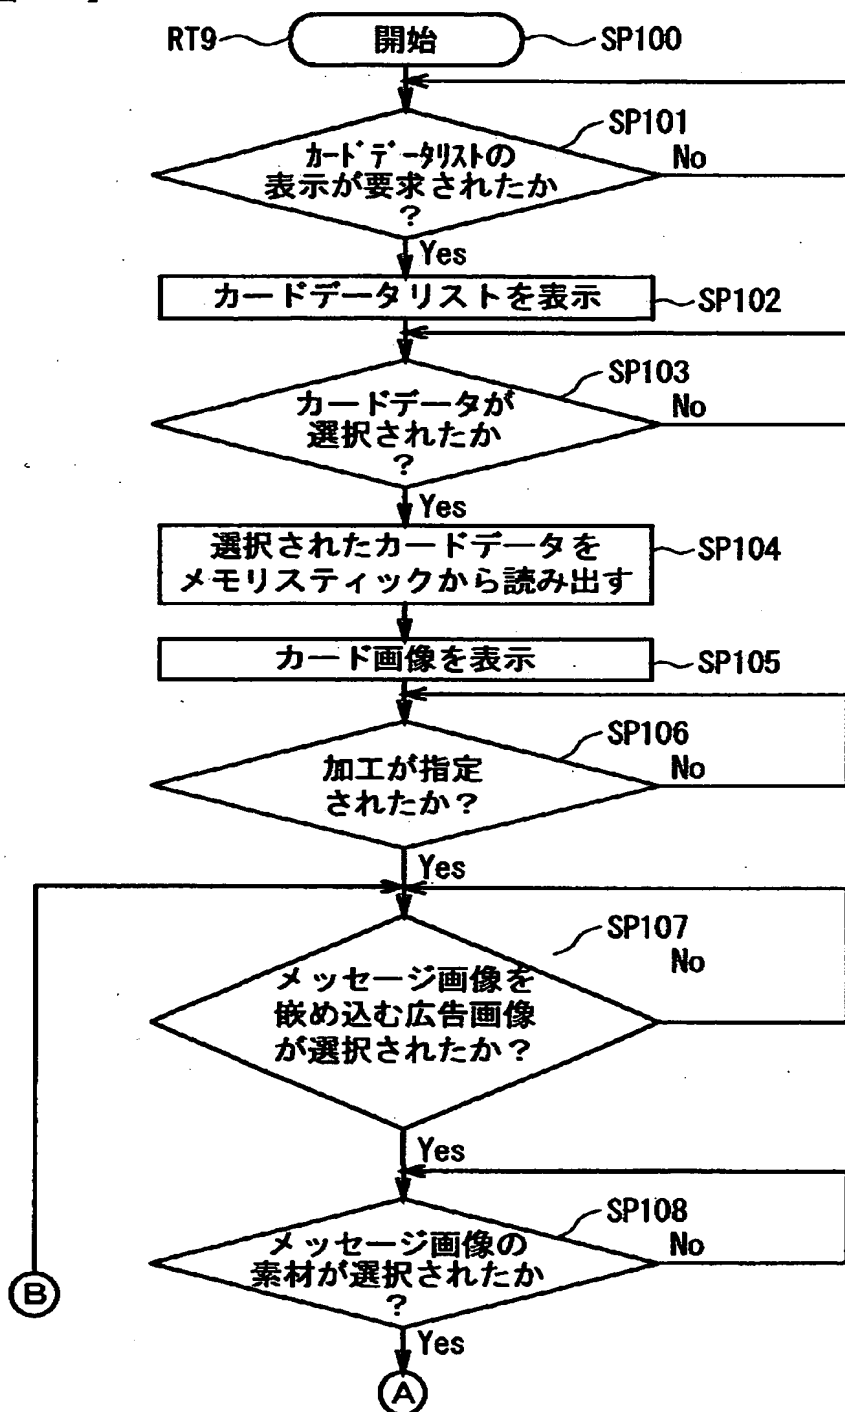 RT9
開始
SP100
SP101
カードデータリストの
表示が要求されたか
?
No
Yes
カードデータリストを表示
SP102
SP103
カードデータが
選択されたか
?
No
Yes
選択されたカードデータを
メモリスティックから読み出す
SP104
カード画像を表示
SP105
SP106
加工が指定
されたか?
No
Yes
SP107
メッセージ画像を
嵌め込む広告画像
が選択されたか?
No
Yes
SP108
メッセージ画像の
素材が選択されたか
?
No
B
Yes
A